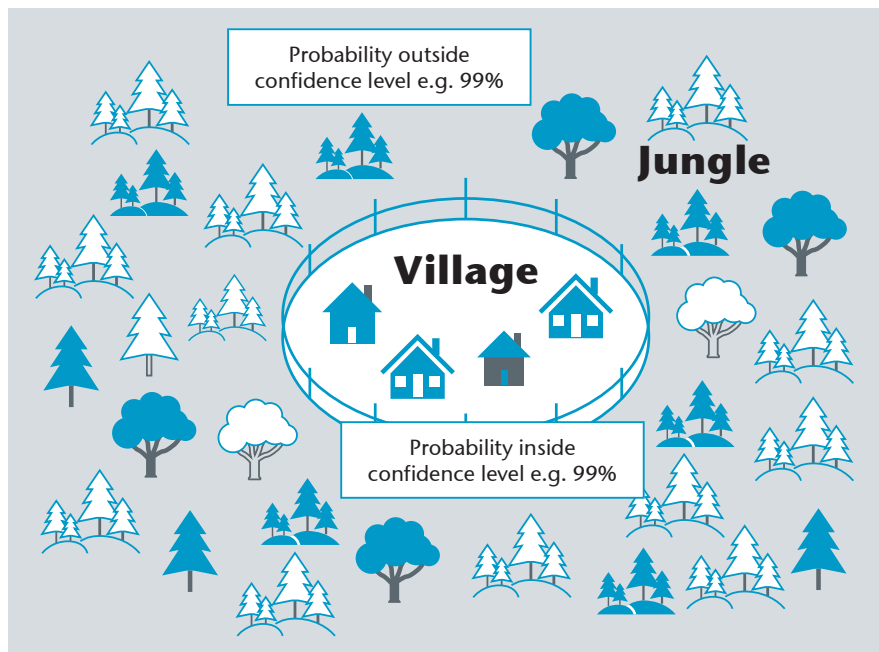 Probability outside
confidence level e.g. 99%
Jungle
Village
Probability inside
confidence level e.g. 99%